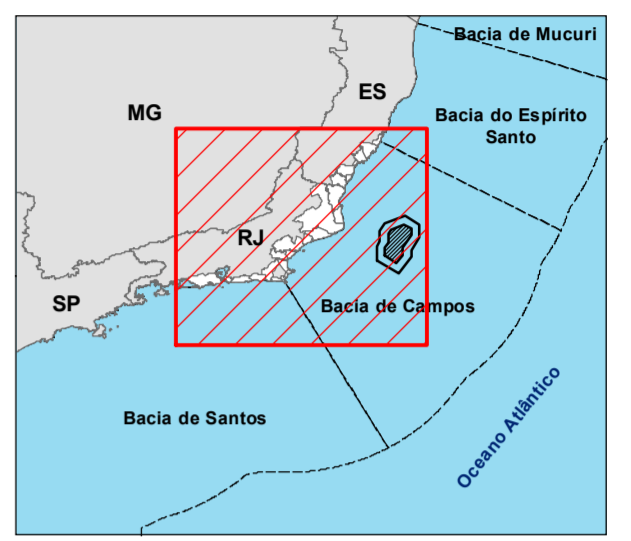 Bacia de Mucuri
ES
MG
Bacia do Espírito
Santo
RJ
SP
Bacia de Campos
Bacia de Santos
Oceano Atlântico